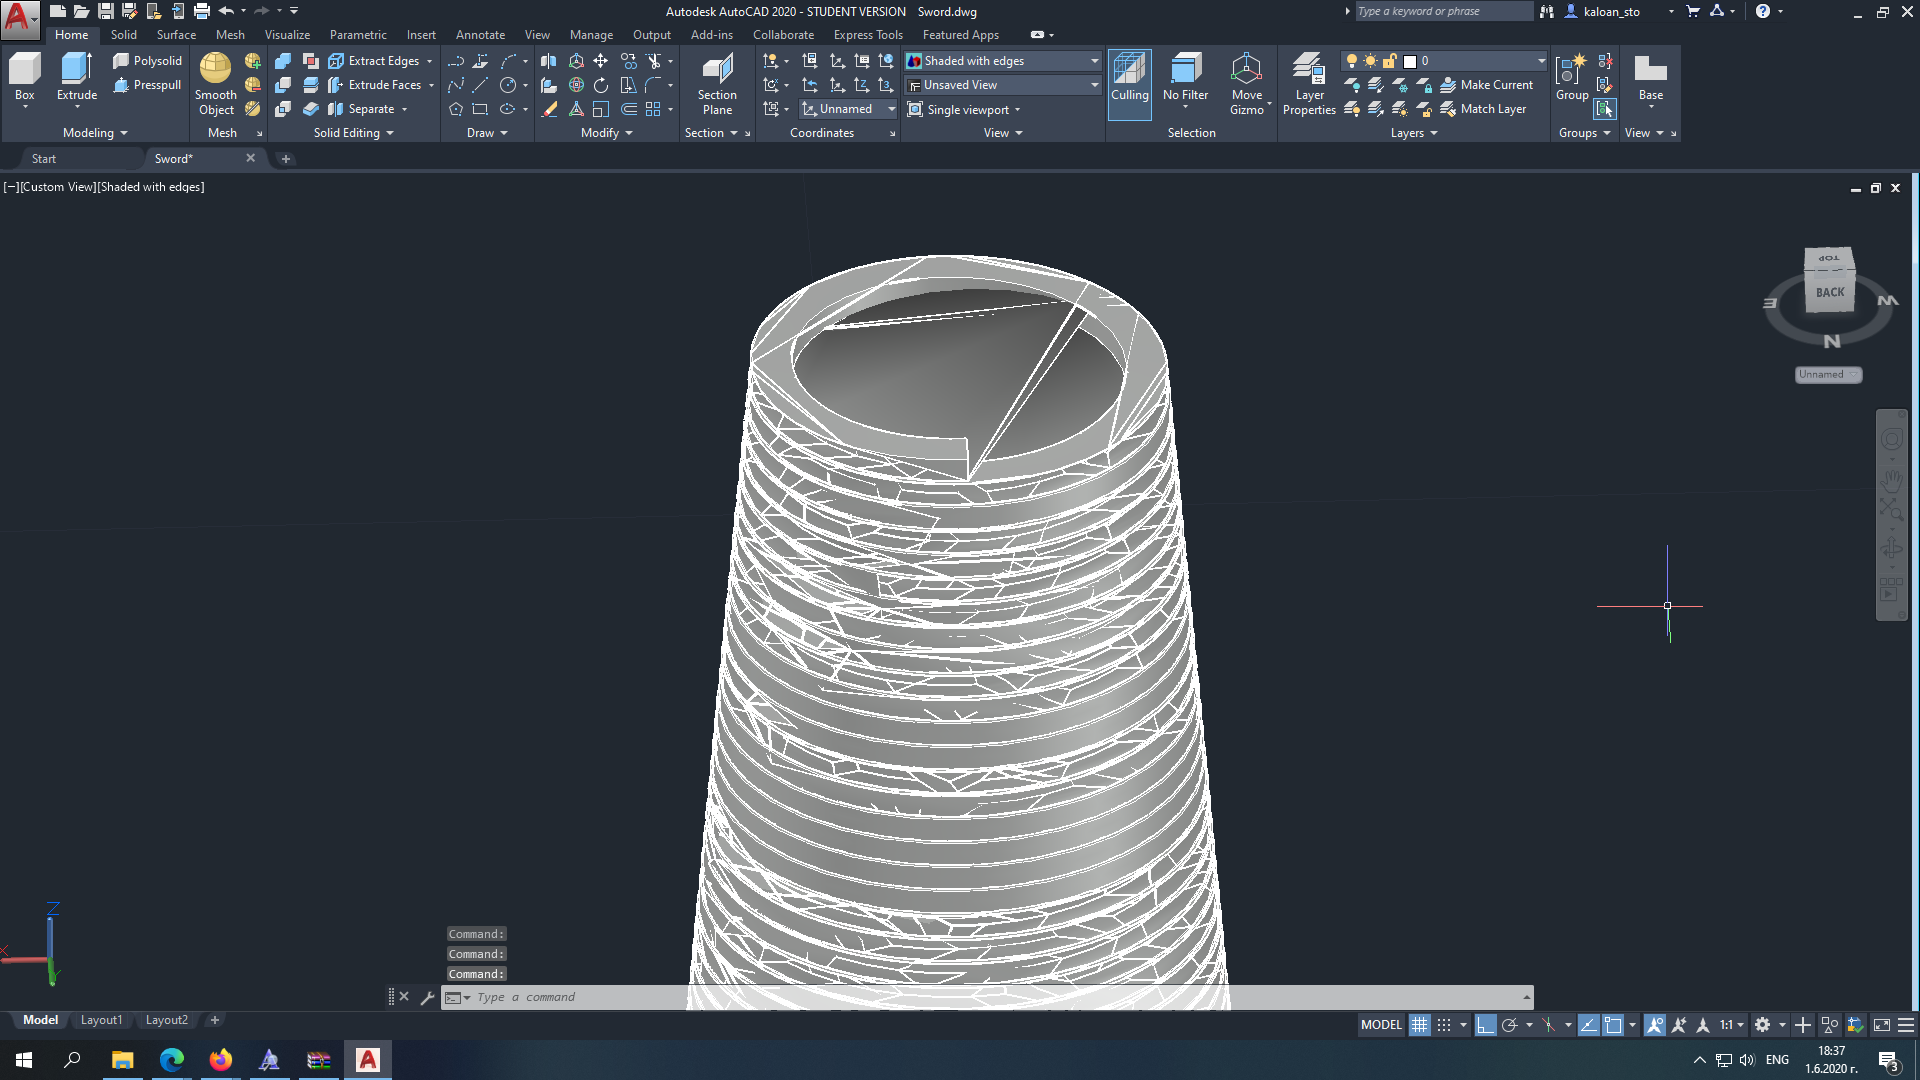 Autodesk AutoCAD 2020 - STUDENT VERSION Sword.dwg
Type a keyword or phrase
kaloan_sto
Home Solid Surface Mesh Visualize Parametric Insert Annotate View Manage Output Add-ins Collaborate Express Tools Featured Apps
Box
Extrude
Polysolid
Presspull
Modeling
Smooth Object
Mesh
Extract Edges
Extrude Faces
Separate
Solid Editing
Draw
Modify
Section Plane
Section
Unnamed
Coordinates
Shaded with edges
Unsaved View
Single viewport
View
Culling
No Filter
Move Gizmo
Selection
Layer Properties
0
Make Current
Match Layer
Layers
Group
Groups
Base
View
Start
Sword*
[−][Custom View][Shaded with edges]
TOP
BACK
E
W
N
Unnamed
Z
X
Y
Command:
Command:
Command:
Type a command
Model Layout1 Layout2
MODEL
1:1
ENG
18:37
1.6.2020 г.
3